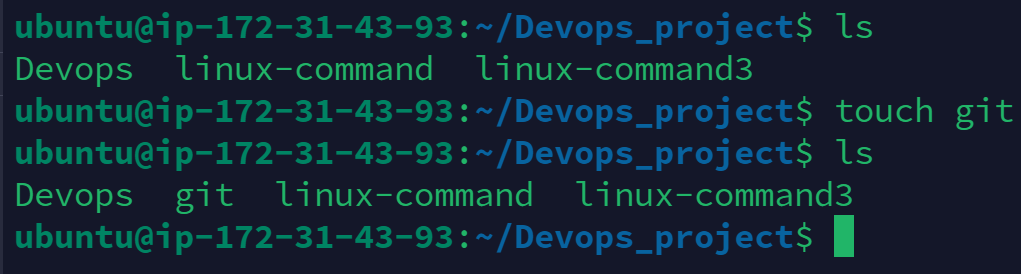 ubuntu@ip-172-31-43-93:~/Devops_project$ ls
Devops  linux-command  linux-command3
ubuntu@ip-172-31-43-93:~/Devops_project$ touch git
ubuntu@ip-172-31-43-93:~/Devops_project$ ls
Devops  git  linux-command  linux-command3
ubuntu@ip-172-31-43-93:~/Devops_project$